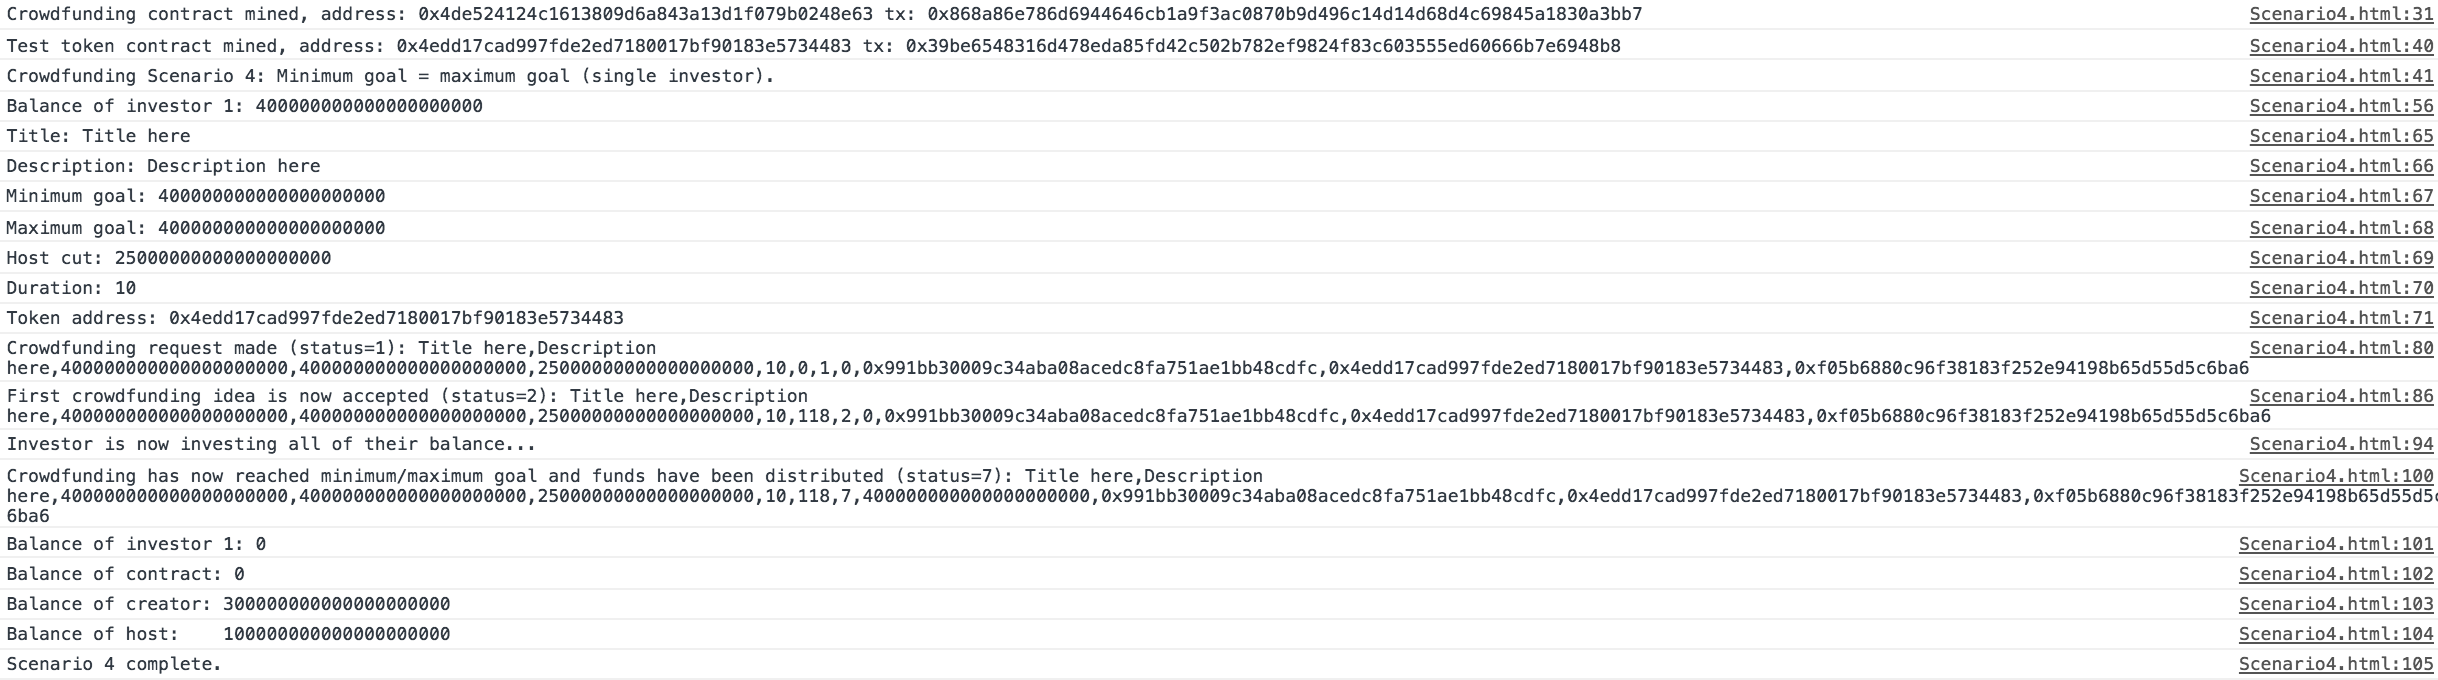 Crowdfunding contract mined, address: 0x4de524124c1613809d6a843a13d1f079b0248e63 tx: 0x868a86e786d6944646cb1a9f3ac0870b9d496c14d14d68d4c69845a1830a3bb7 Scenario4.html:31
Test token contract mined, address: 0x4edd17cad997fde2ed7180017bf90183e5734483 tx: 0x39be6548316d478eda85fd42c502b782ef9824f83c603555ed60666b7e6948b8 Scenario4.html:40
Crowdfunding Scenario 4: Minimum goal = maximum goal (single investor). Scenario4.html:41
Balance of investor 1: 400000000000000000000 Scenario4.html:56
Title: Title here Scenario4.html:65
Description: Description here Scenario4.html:66
Minimum goal: 400000000000000000000 Scenario4.html:67
Maximum goal: 400000000000000000000 Scenario4.html:68
Host cut: 25000000000000000000 Scenario4.html:69
Duration: 10 Scenario4.html:70
Token address: 0x4edd17cad997fde2ed7180017bf90183e5734483 Scenario4.html:71
Crowdfunding request made (status=1): Title here,Description Scenario4.html:80
here,400000000000000000000,400000000000000000000,25000000000000000000,10,0,1,0,0x991bb30009c34aba08acedc8fa751ae1bb48cdfc,0x4edd17cad997fde2ed7180017bf90183e5734483,0xf05b6880c96f38183f252e94198b65d55d5c6ba6
First crowdfunding idea is now accepted (status=2): Title here,Description Scenario4.html:86
here,400000000000000000000,400000000000000000000,25000000000000000000,10,118,2,0,0x991bb30009c34aba08acedc8fa751ae1bb48cdfc,0x4edd17cad997fde2ed7180017bf90183e5734483,0xf05b6880c96f38183f252e94198b65d55d5c6ba6
Investor is now investing all of their balance... Scenario4.html:94
Crowdfunding has now reached minimum/maximum goal and funds have been distributed (status=7): Title here,Description Scenario4.html:100
here,400000000000000000000,400000000000000000000,25000000000000000000,10,118,7,400000000000000000000,0x991bb30009c34aba08acedc8fa751ae1bb48cdfc,0x4edd17cad997fde2ed7180017bf90183e5734483,0xf05b6880c96f38183f252e94198b65d55d5c
6ba6
Balance of investor 1: 0 Scenario4.html:101
Balance of contract: 0 Scenario4.html:102
Balance of creator: 300000000000000000000 Scenario4.html:103
Balance of host:    100000000000000000000 Scenario4.html:104
Scenario 4 complete. Scenario4.html:105